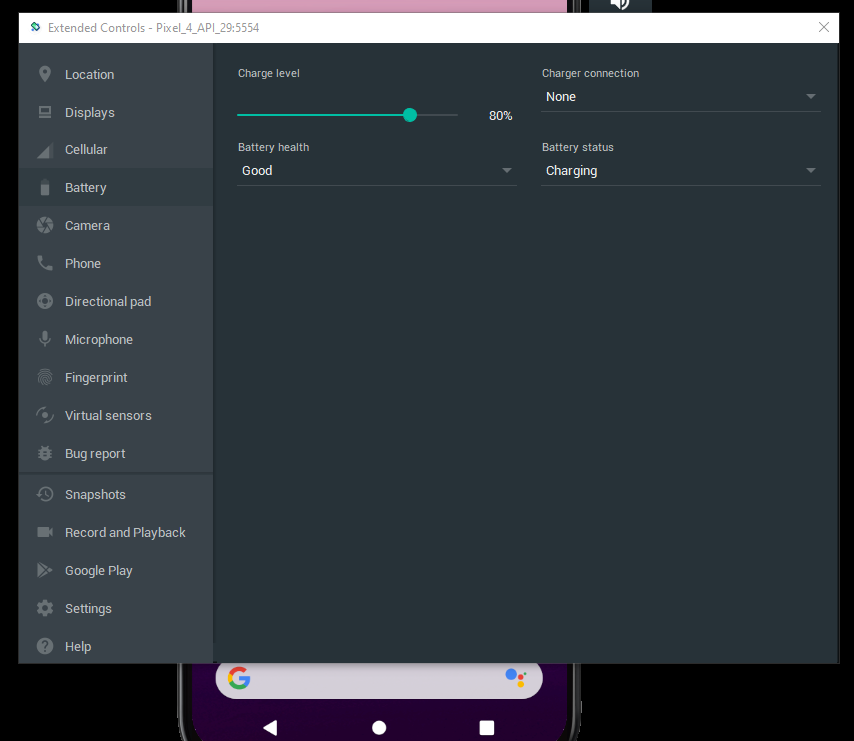 Extended Controls - Pixel_4_API_29:5554
Location
Displays
Cellular
Battery
Camera
Phone
Directional pad
Microphone
Fingerprint
Virtual sensors
Bug report
Snapshots
Record and Playback
Google Play
Settings
Help
Charge level
80%
Charger connection
None
Battery health
Good
Battery status
Charging